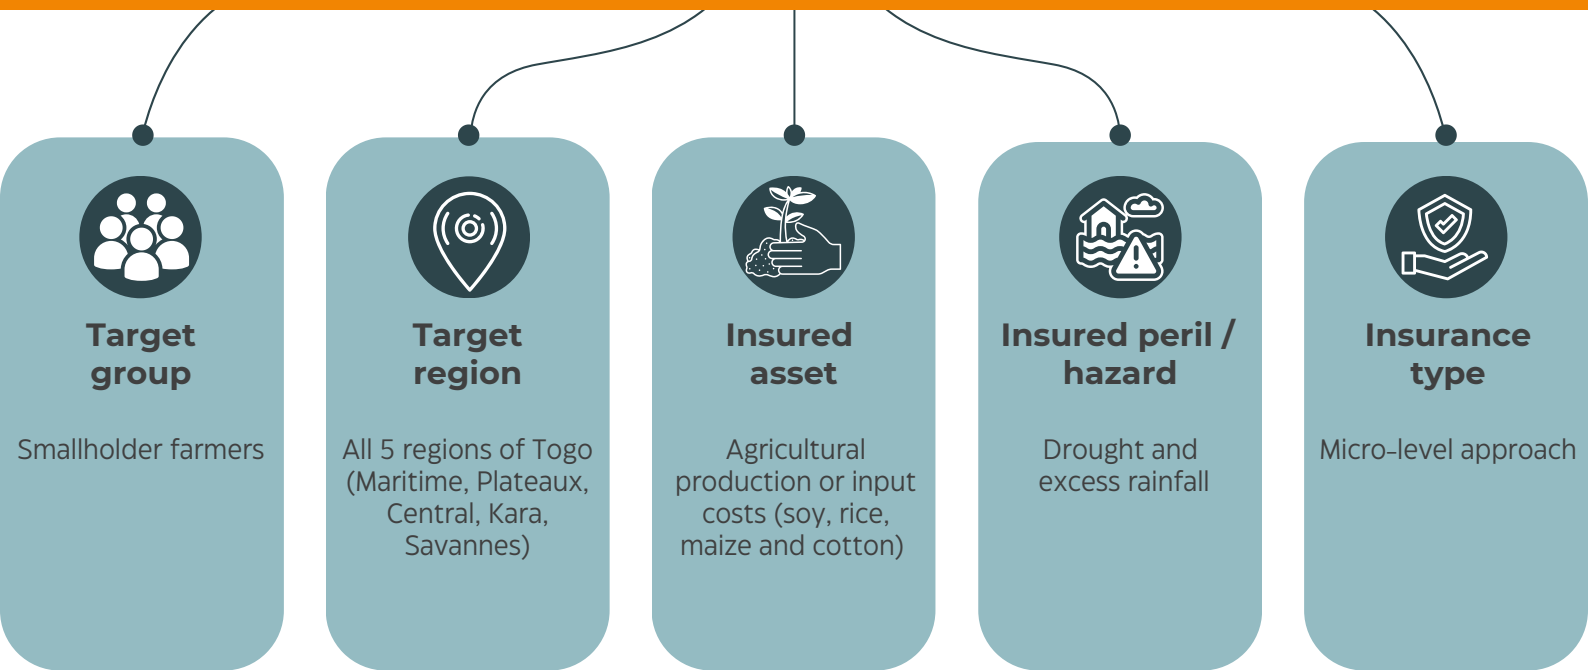 Target
group
Smallholder farmers
Target
region
All 5 regions of Togo
(Maritime, Plateaux,
Central, Kara,
Savannes)
Insured
asset
Agricultural
production or input
costs (soy, rice,
maize and cotton)
Insured peril /
hazard
Drought and
excess rainfall
Insurance
type
Micro-level approach